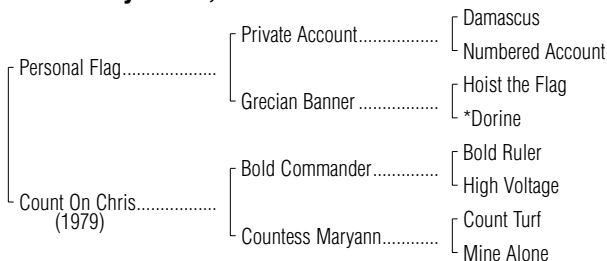 Damascus
Private Account..................
Numbered Account
Personal Flag.....................
Hoist the Flag
Grecian Banner ..................
*Dorine
Bold Ruler
Bold Commander...............
High Voltage
Count On Chris..................
(1979)
Count Turf
Countess Maryann.............
Mine Alone